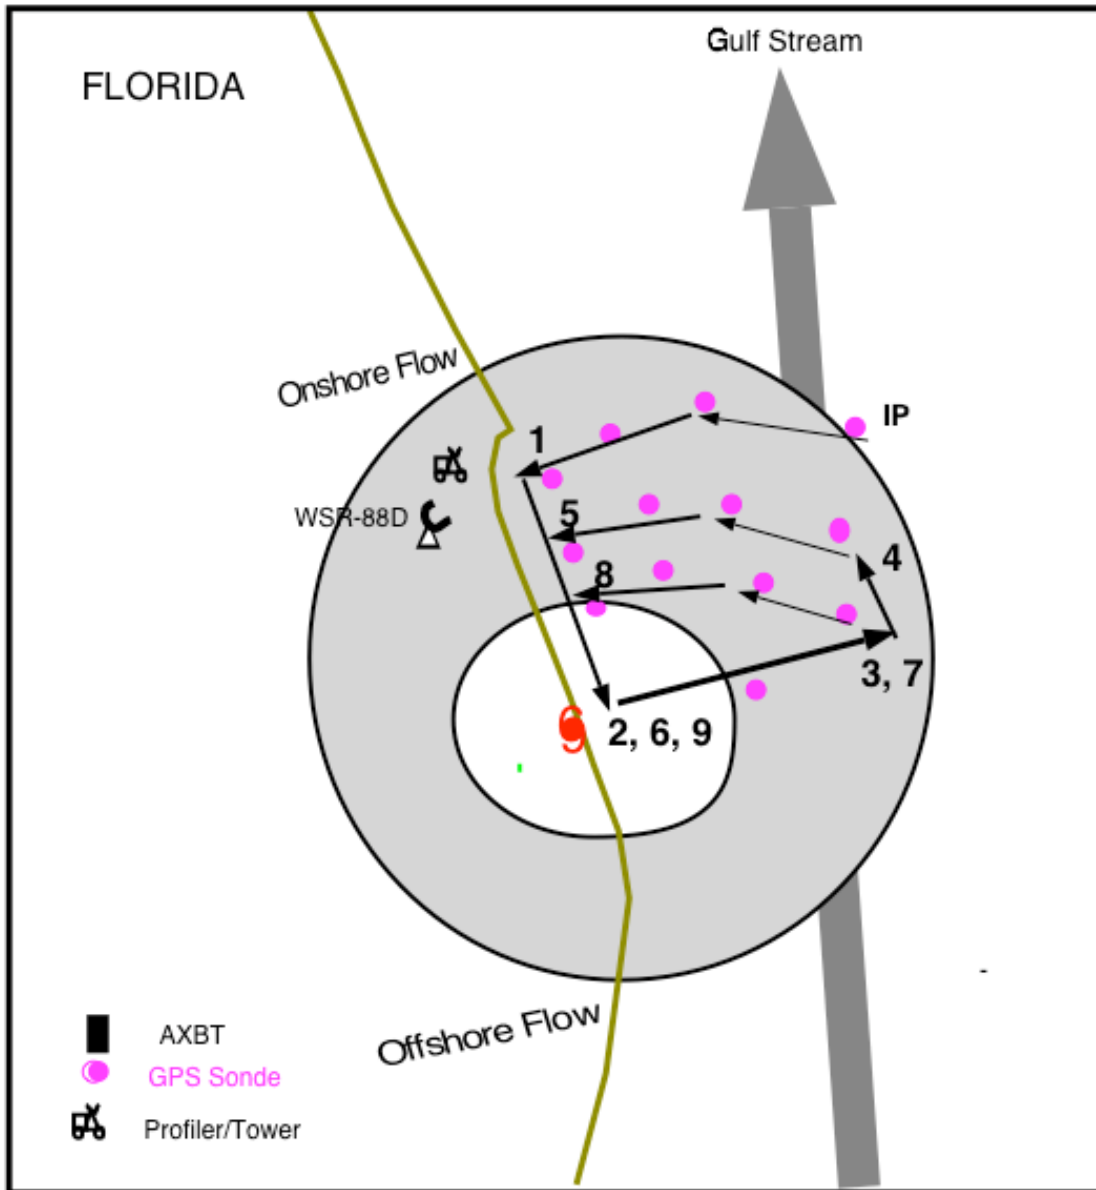 Gulf Stream
FLORIDA
Onshore Flow
IP
1
WSR-88D
5
4
8
3, 7
2, 6, 9
Offshore Flow
AXBT
GPS Sonde
Profiler/Tower